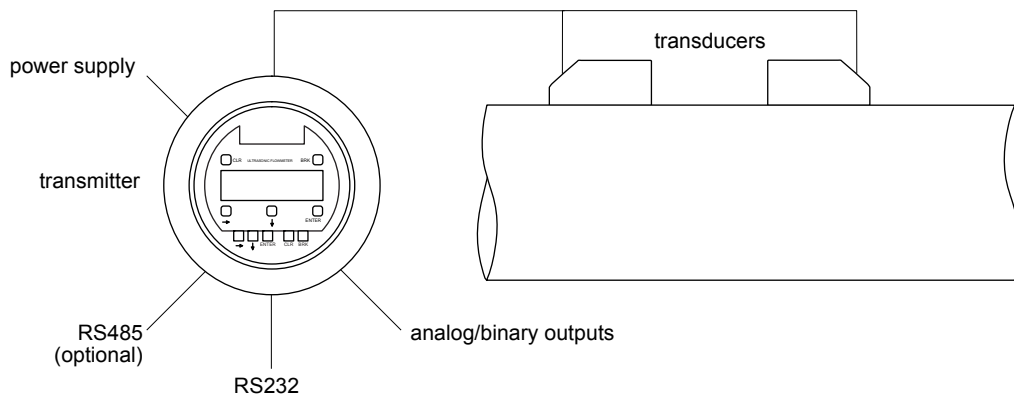 transducers
power supply
CLR ULTRASONIC FLOWMETER BRK
transmitter
ENTER
ENTER CLR BRK
RS485
(optional)
analog/binary outputs
RS232